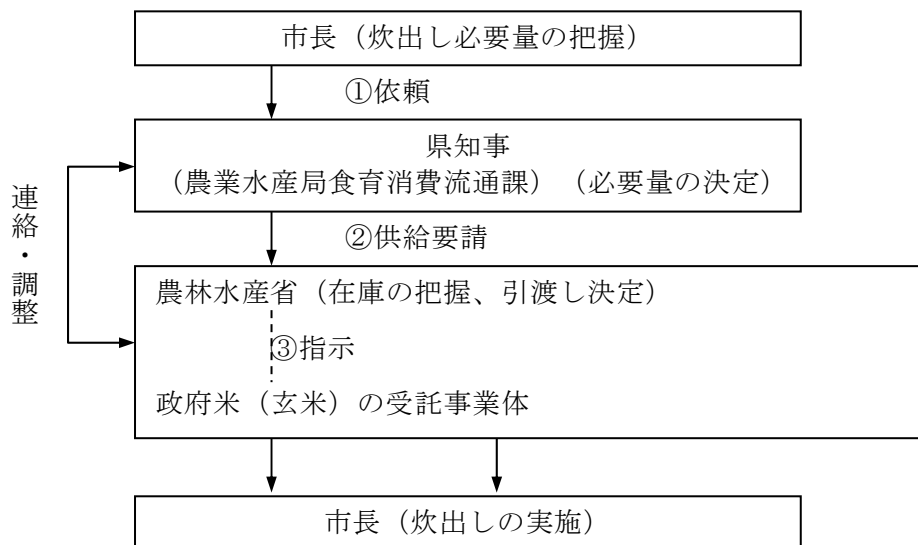 市長（炊出し必要量の把握）
①依頼
県知事
（農業水産局食育消費流通課）（必要量の決定）
連絡・調整
②供給要請
農林水産省（在庫の把握、引渡し決定）
③指示
政府米（玄米）の受託事業体
市長（炊出しの実施）